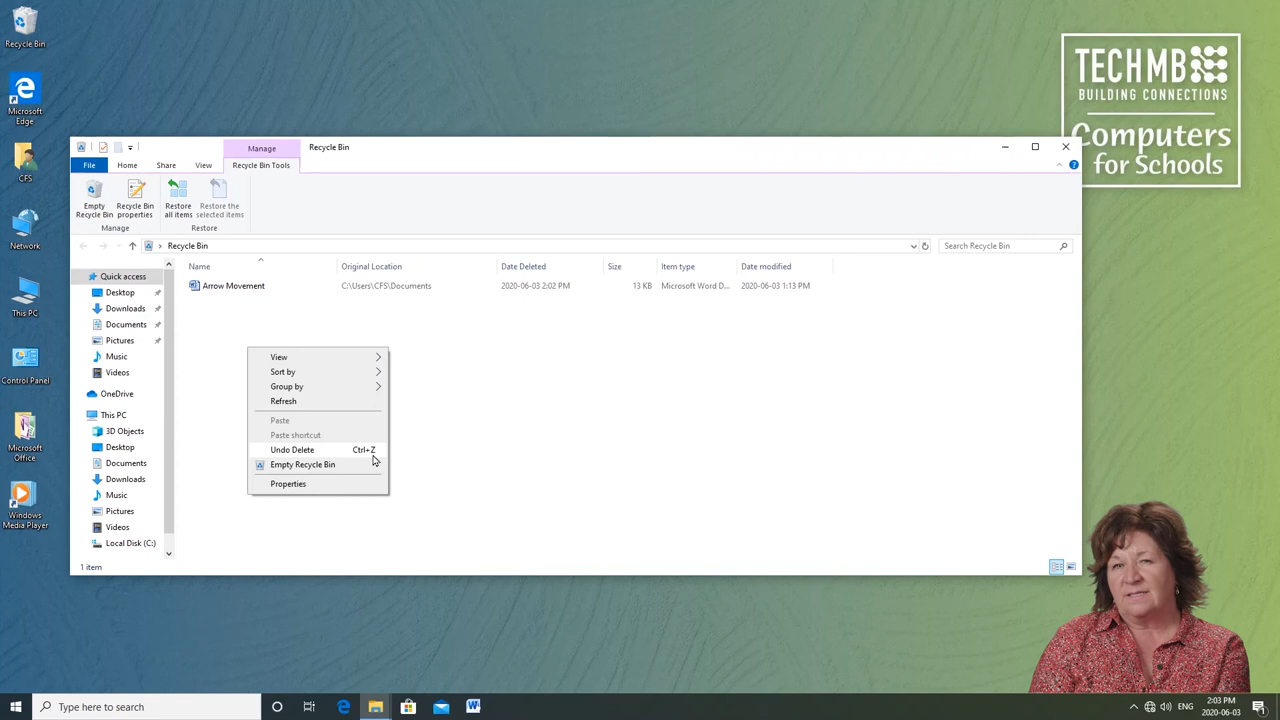 Recycle Bin
Microsoft
Edge
CFS
Network
This PC
Control Panel
Microsoft
Office
Windows
Media Player
TECHMB
BUILDING CONNECTIONS
Computers
for Schools
Manage
Recycle Bin
File
Home
Share
View
Recycle Bin Tools
Empty
Recycle Bin
Recycle Bin
properties
Restore
all items
Restore the
selected items
Manage
Restore
Recycle Bin
Search Recycle Bin
Name
Original Location
Date Deleted
Size
Item type
Date modified
Arrow Movement
C:\Users\CFS\Documents
2020-06-03 2:02 PM
13 KB
Microsoft Word D...
2020-06-03 1:13 PM
Quick access
Desktop
Downloads
Documents
Pictures
Music
Videos
OneDrive
This PC
3D Objects
Desktop
Documents
Downloads
Music
Pictures
Videos
Local Disk (C:)
View
Sort by
Group by
Refresh
Paste
Paste shortcut
Undo Delete Ctrl+Z
Empty Recycle Bin
Properties
1 item
Type here to search
ENG
2:03 PM
2020-06-03
1